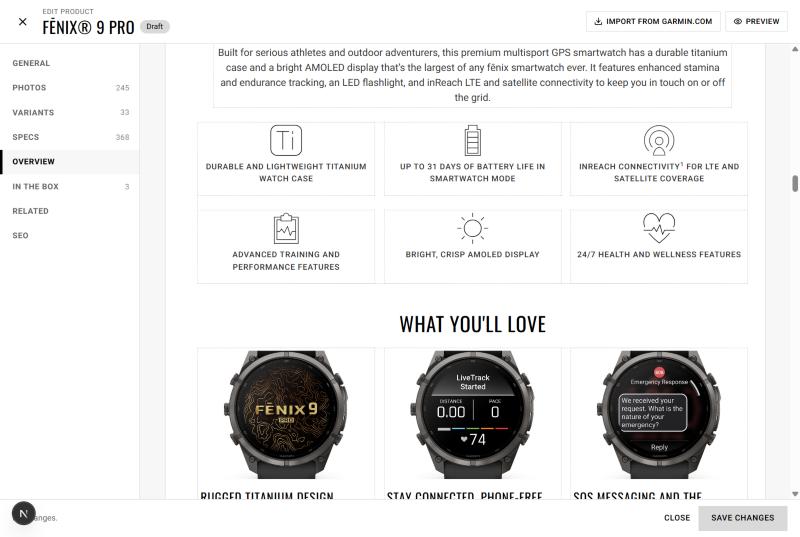 EDIT PRODUCT
FĒNIX® 9 PRO Draft
IMPORT FROM GARMIN.COM
PREVIEW
GENERAL
PHOTOS 245
VARIANTS 33
SPECS 368
OVERVIEW
IN THE BOX 3
RELATED
SEO
Built for serious athletes and outdoor adventurers, this premium multisport GPS smartwatch has a durable titanium
case and a bright AMOLED display that's the largest of any fēnix smartwatch ever. It features enhanced stamina
and endurance tracking, an LED flashlight, and inReach LTE and satellite connectivity to keep you in touch on or off
the grid.
Ti
DURABLE AND LIGHTWEIGHT TITANIUM
WATCH CASE
UP TO 31 DAYS OF BATTERY LIFE IN
SMARTWATCH MODE
INREACH CONNECTIVITY¹ FOR LTE AND
SATELLITE COVERAGE
ADVANCED TRAINING AND
PERFORMANCE FEATURES
BRIGHT, CRISP AMOLED DISPLAY
24/7 HEALTH AND WELLNESS FEATURES
WHAT YOU'LL LOVE
FĒNIX 9
PRO
LiveTrack
Started
DISTANCE PACE
0.00 0
74
SOS
Emergency Response
We received your
request. What is the
nature of your
emergency?
Reply
RUGGED TITANIUM DESIGN
STAY CONNECTED, PHONE-FREE
SOS MESSAGING AND THE
N
anges.
CLOSE
SAVE CHANGES